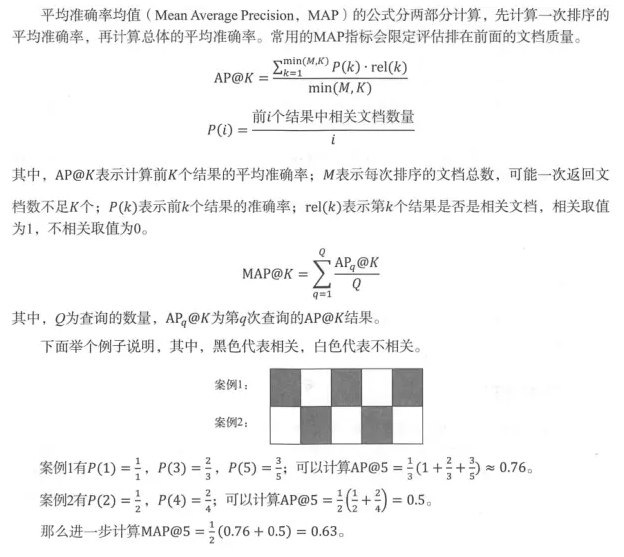 平均准确率均值（Mean Average Precision，MAP）的公式分两部分计算，先计算一次排序的
平均准确率，再计算总体的平均准确率。常用的MAP指标会限定评估排在前面的文档质量。
AP@K = \frac{\sum_{k=1}^{\min(M,K)} P(k) · rel(k)}{\min(M, K)}
P(i) = \frac{前i个结果中相关文档数量}{i}
其中，AP@K表示计算前K个结果的平均准确率；M表示每次排序的文档总数，可能一次返回文
档数不足K个；P(k)表示前k个结果的准确率；rel(k)表示第k个结果是否是相关文档，相关取值
为1，不相关取值为0。
MAP@K = \sum_{q=1}^{Q} \frac{AP_q@K}{Q}
其中，Q为查询的数量，AP_q@K为第q次查询的AP@K结果。
下面举个例子说明，其中，黑色代表相关，白色代表不相关。
案例1：
案例2：
案例1有P(1) = \frac{1}{1}，P(3) = \frac{2}{3}，P(5) = \frac{3}{5}；可以计算AP@5 = \frac{1}{3}(1 + \frac{2}{3} + \frac{3}{5}) ≈ 0.76。
案例2有P(2) = \frac{1}{2}，P(4) = \frac{2}{4}；可以计算AP@5 = \frac{1}{2}(\frac{1}{2} + \frac{2}{4}) = 0.5。
那么进一步计算MAP@5 = \frac{1}{2}(0.76 + 0.5) = 0.63。